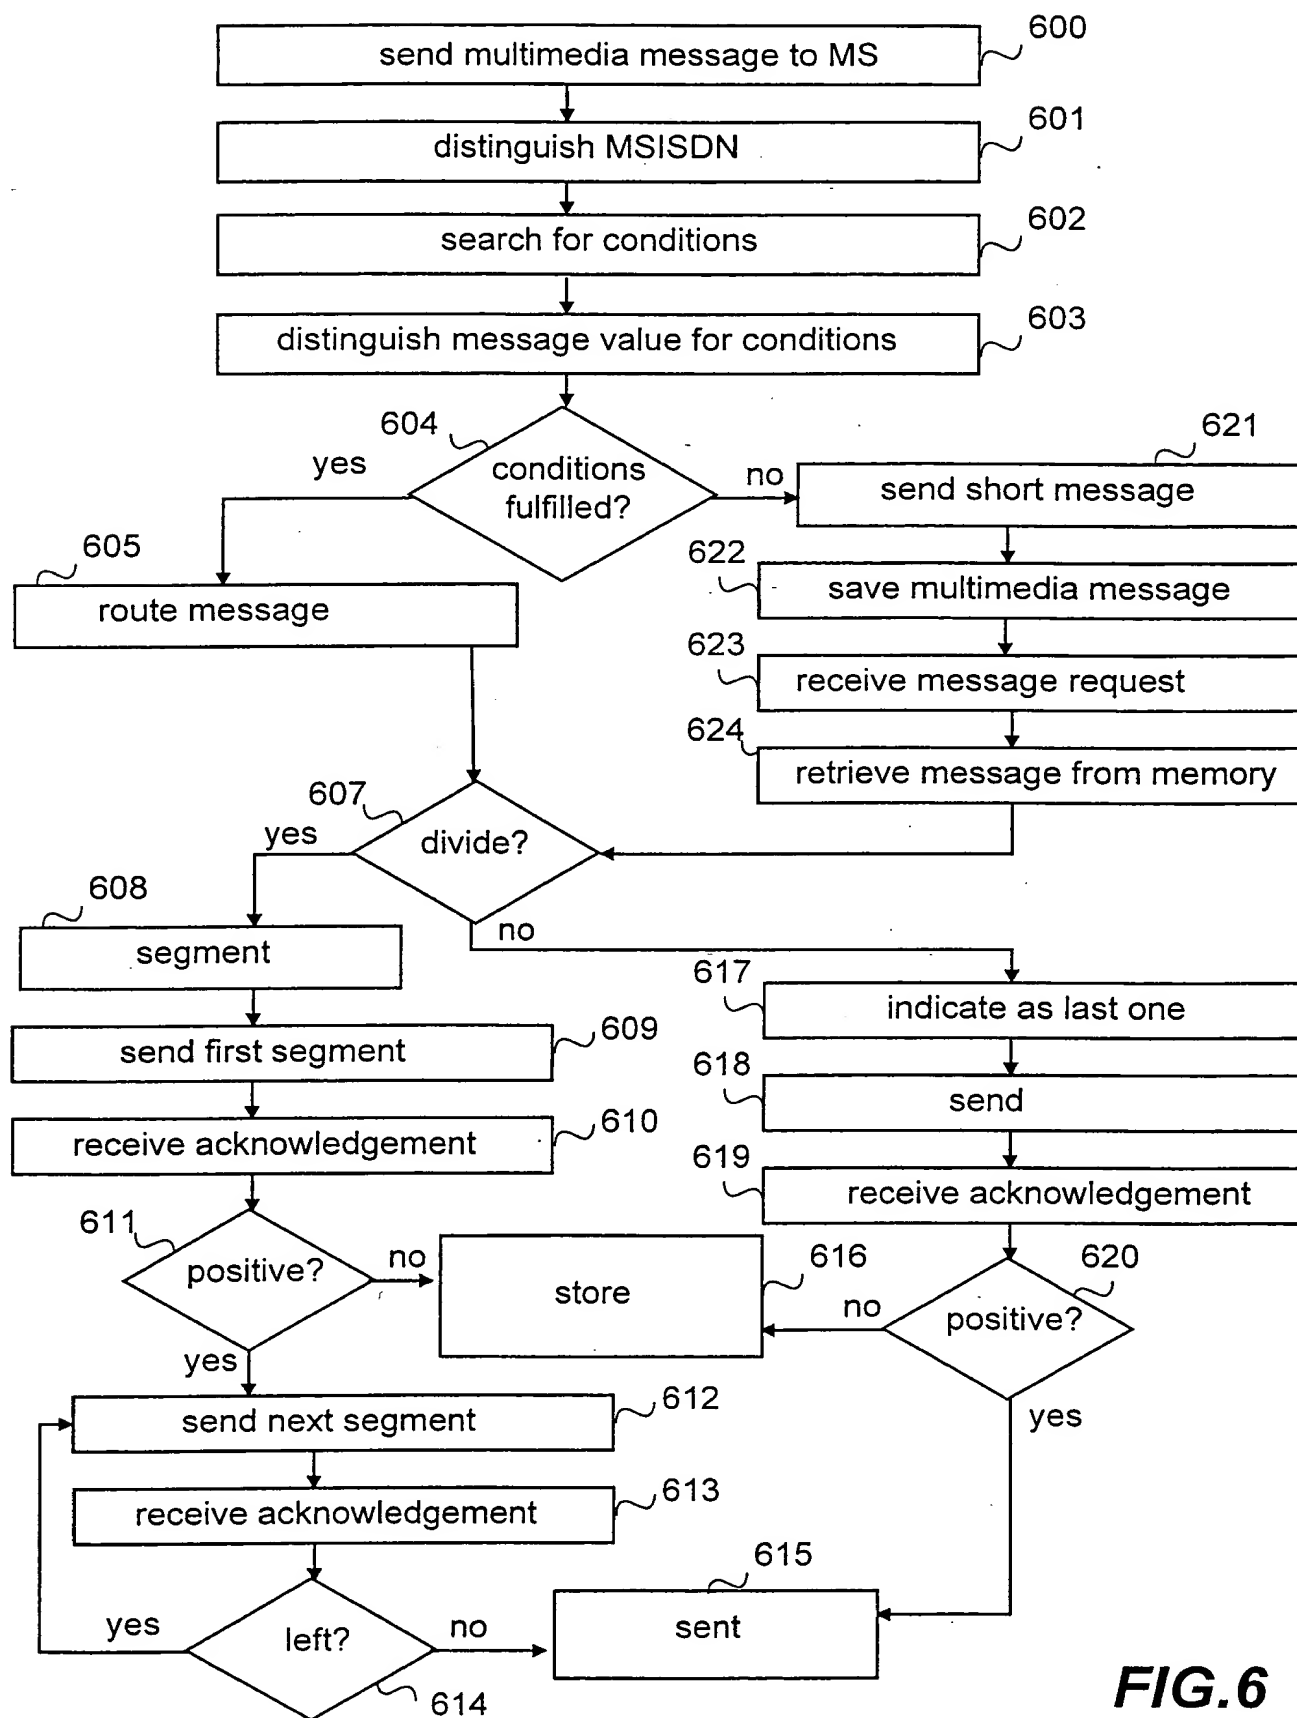 send multimedia message to MS
600
distinguish MSISDN
601
search for conditions
602
distinguish message value for conditions
603
604
conditions
fulfilled?
yes
no
621
send short message
605
route message
622
save multimedia message
623
receive message request
624
retrieve message from memory
607
divide?
yes
no
608
segment
617
indicate as last one
609
send first segment
618
send
610
receive acknowledgement
619
receive acknowledgement
611
positive?
no
yes
616
store
620
positive?
no
yes
612
send next segment
613
receive acknowledgement
615
sent
left?
yes
no
614
FIG.6